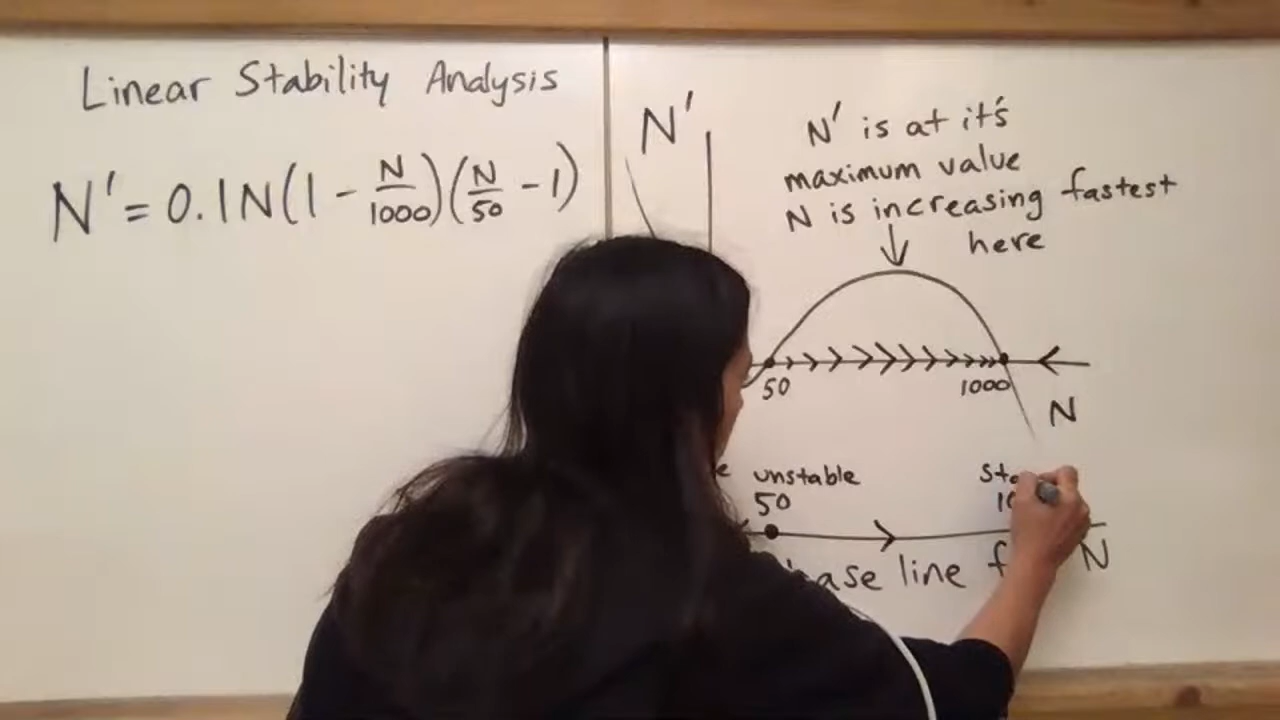 Linear Stability Analysis
N' = 0.1N(1 - N/1000)(N/50 - 1)
N'
N' is at it's
maximum value
N is increasing fastest
here
50
1000
N
unstable
50
line
N